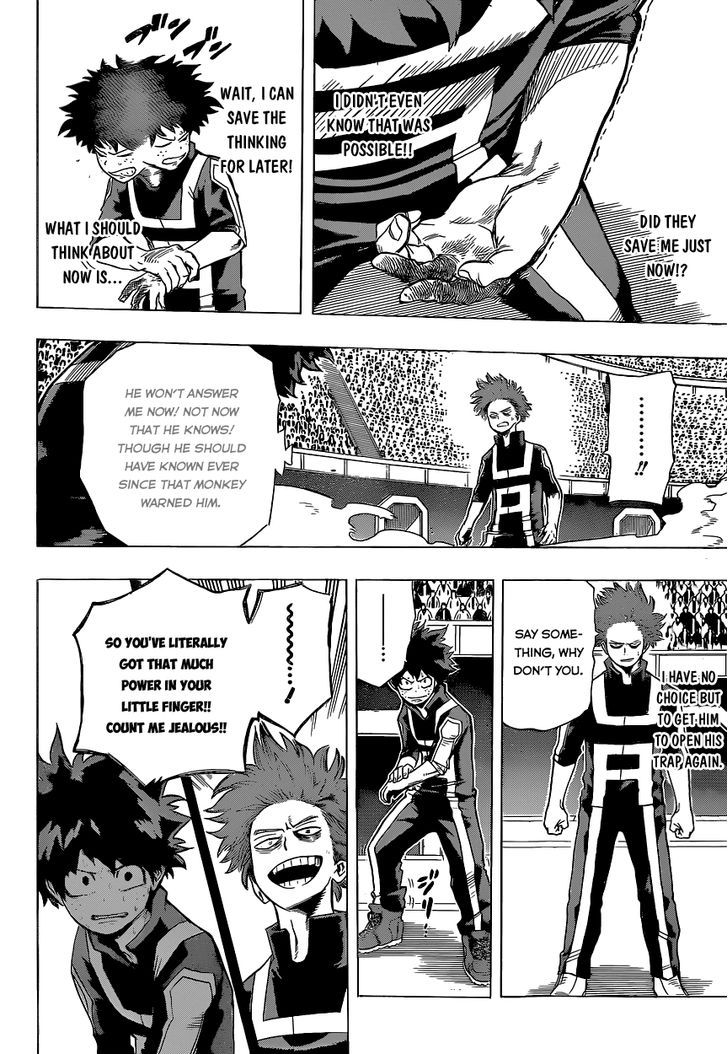 I DIDN'T EVEN
KNOW THAT WAS
POSSIBLE!!
DID THEY
SAVE ME JUST
NOW!?
ズキ
ズキ
WAIT, I CAN
SAVE THE
THINKING
FOR LATER!
WHAT I SHOULD
THINK ABOUT
NOW IS...
.......!!
HE WON'T ANSWER
ME NOW! NOT NOW
THAT HE KNOWS!
THOUGH HE SHOULD
HAVE KNOWN EVER
SINCE THAT MONKEY
WARNED HIM.
SAY SOME-
THING, WHY
DON'T YOU.
I HAVE NO
CHOICE BUT
TO GET HIM
TO OPEN HIS
TRAP AGAIN.
......
.........
SO YOU'VE LITERALLY
GOT THAT MUCH
POWER IN YOUR
LITTLE FINGER!!
COUNT ME JEALOUS!!